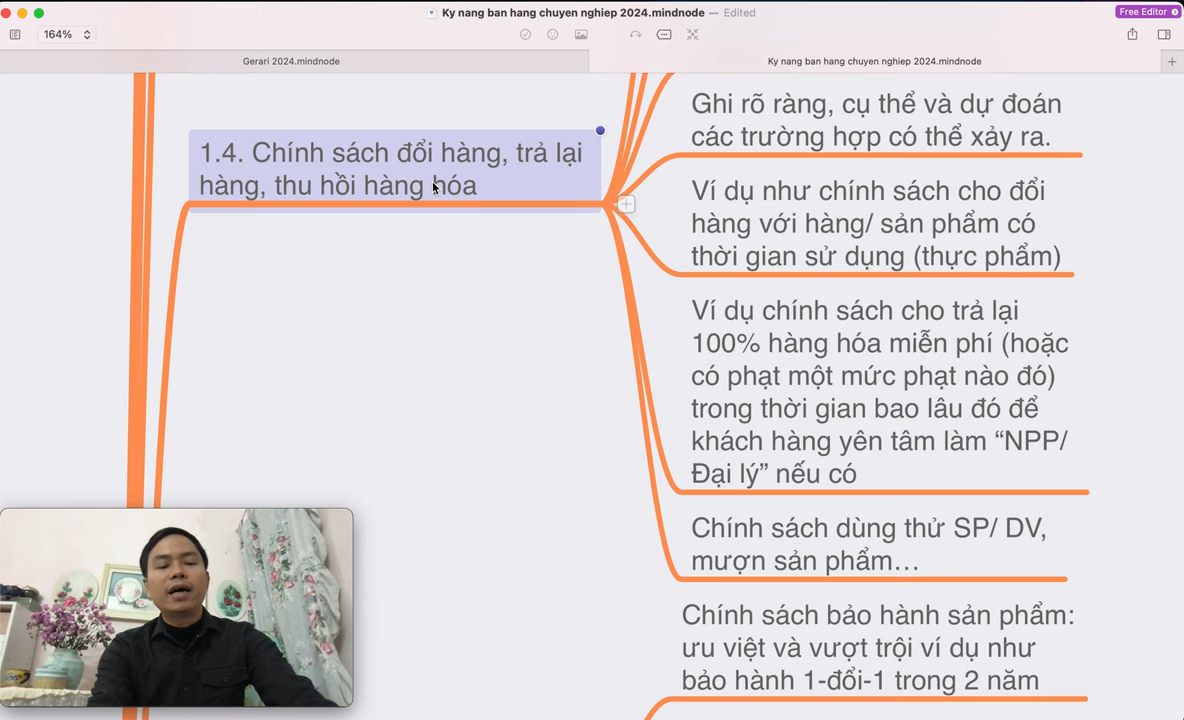 Ky nang ban hang chuyen nghiep 2024.mindnode — Edited
Free Editor
164%
Gerari 2024.mindnode
Ky nang ban hang chuyen nghiep 2024.mindnode
1.4. Chính sách đổi hàng, trả lại
hàng, thu hồi hàng hóa
Ghi rõ ràng, cụ thể và dự đoán
các trường hợp có thể xảy ra.
Ví dụ như chính sách cho đổi
hàng với hàng/ sản phẩm có
thời gian sử dụng (thực phẩm)
Ví dụ chính sách cho trả lại
100% hàng hóa miễn phí (hoặc
có phạt một mức phạt nào đó)
trong thời gian bao lâu đó để
khách hàng yên tâm làm “NPP/
Đại lý” nếu có
Chính sách dùng thử SP/ DV,
mượn sản phẩm…
Chính sách bảo hành sản phẩm:
ưu việt và vượt trội ví dụ như
bảo hành 1-đổi-1 trong 2 năm